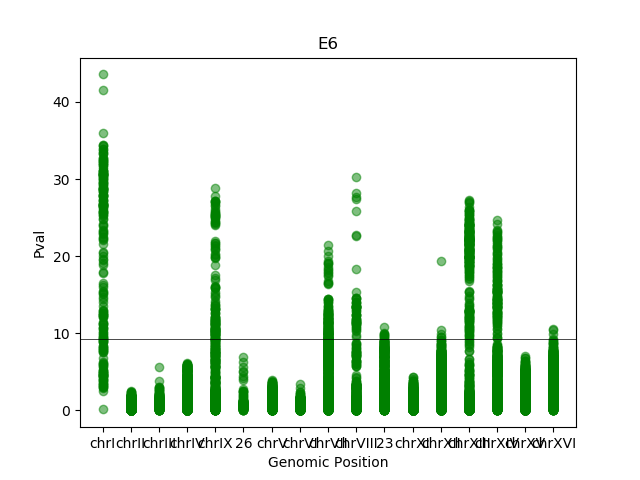 E6
40
30
20
10
0
Pval
chrI chrII chrIII chrIV chrIX 26 chrV chrVI chrVII chrVIII 23 chrXI chrXII chrXIII chrXIV chrXV chrXVI
Genomic Position